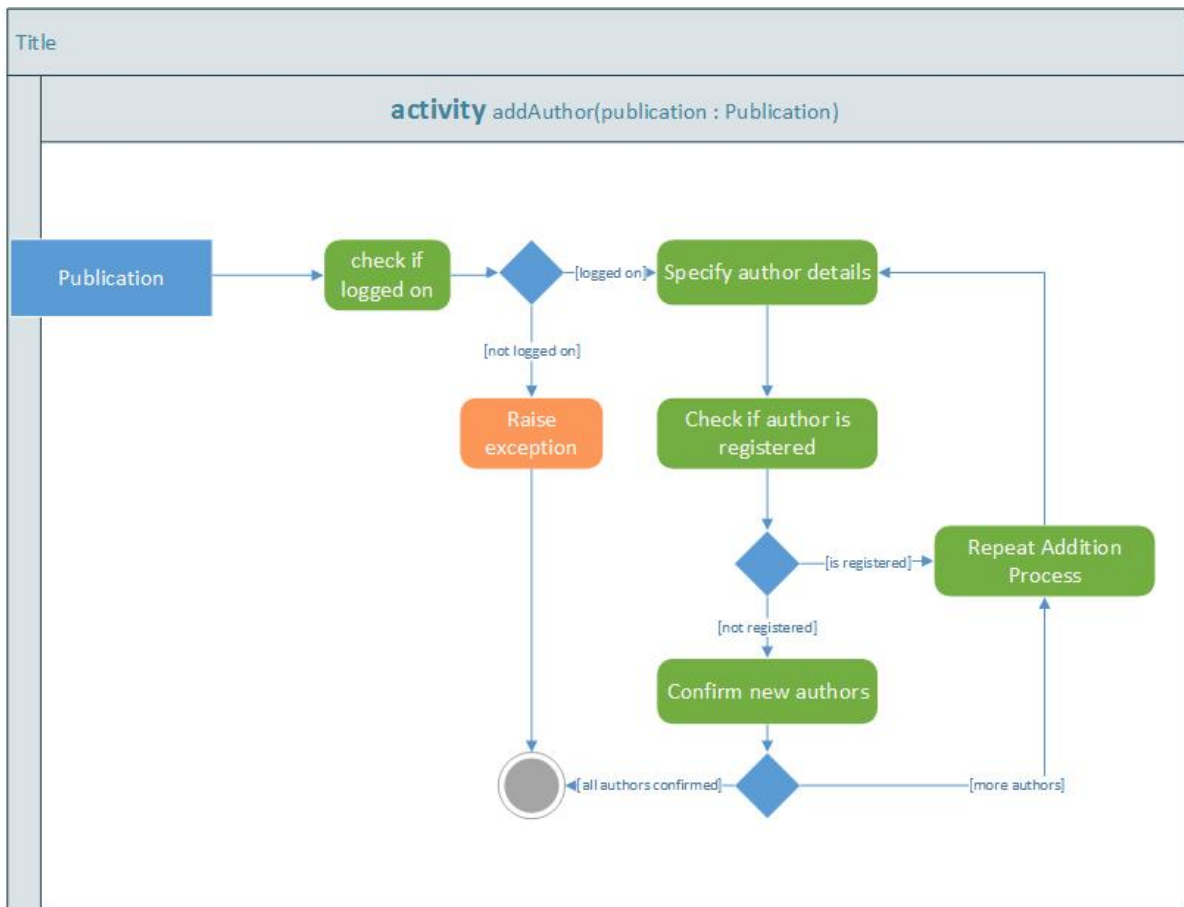 Title
activity addAuthor(publication : Publication)
Publication
check if
logged on
[logged on]
Specify author details
[not logged on]
Raise
exception
Check if author is
registered
[is registered]
Repeat Addition
Process
[not registered]
Confirm new authors
[all authors confirmed]
[more authors]